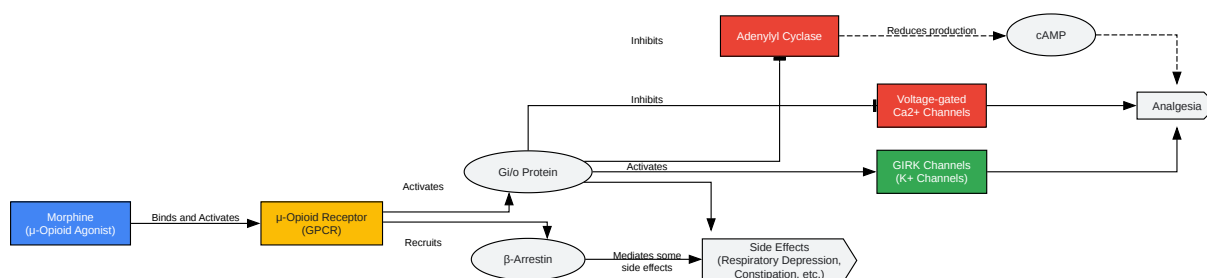 Adenylyl Cyclase
Reduces production
cAMP
Inhibits
Voltage-gated
Ca2+ Channels
Inhibits
Analgesia
Gi/o Protein
Activates
GIRK Channels
(K+ Channels)
Activates
Morphine
(μ-Opioid Agonist)
Binds and Activates
μ-Opioid Receptor
(GPCR)
Recruits
β-Arrestin
Mediates some
side effects
Side Effects
(Respiratory Depression,
Constipation, etc.)